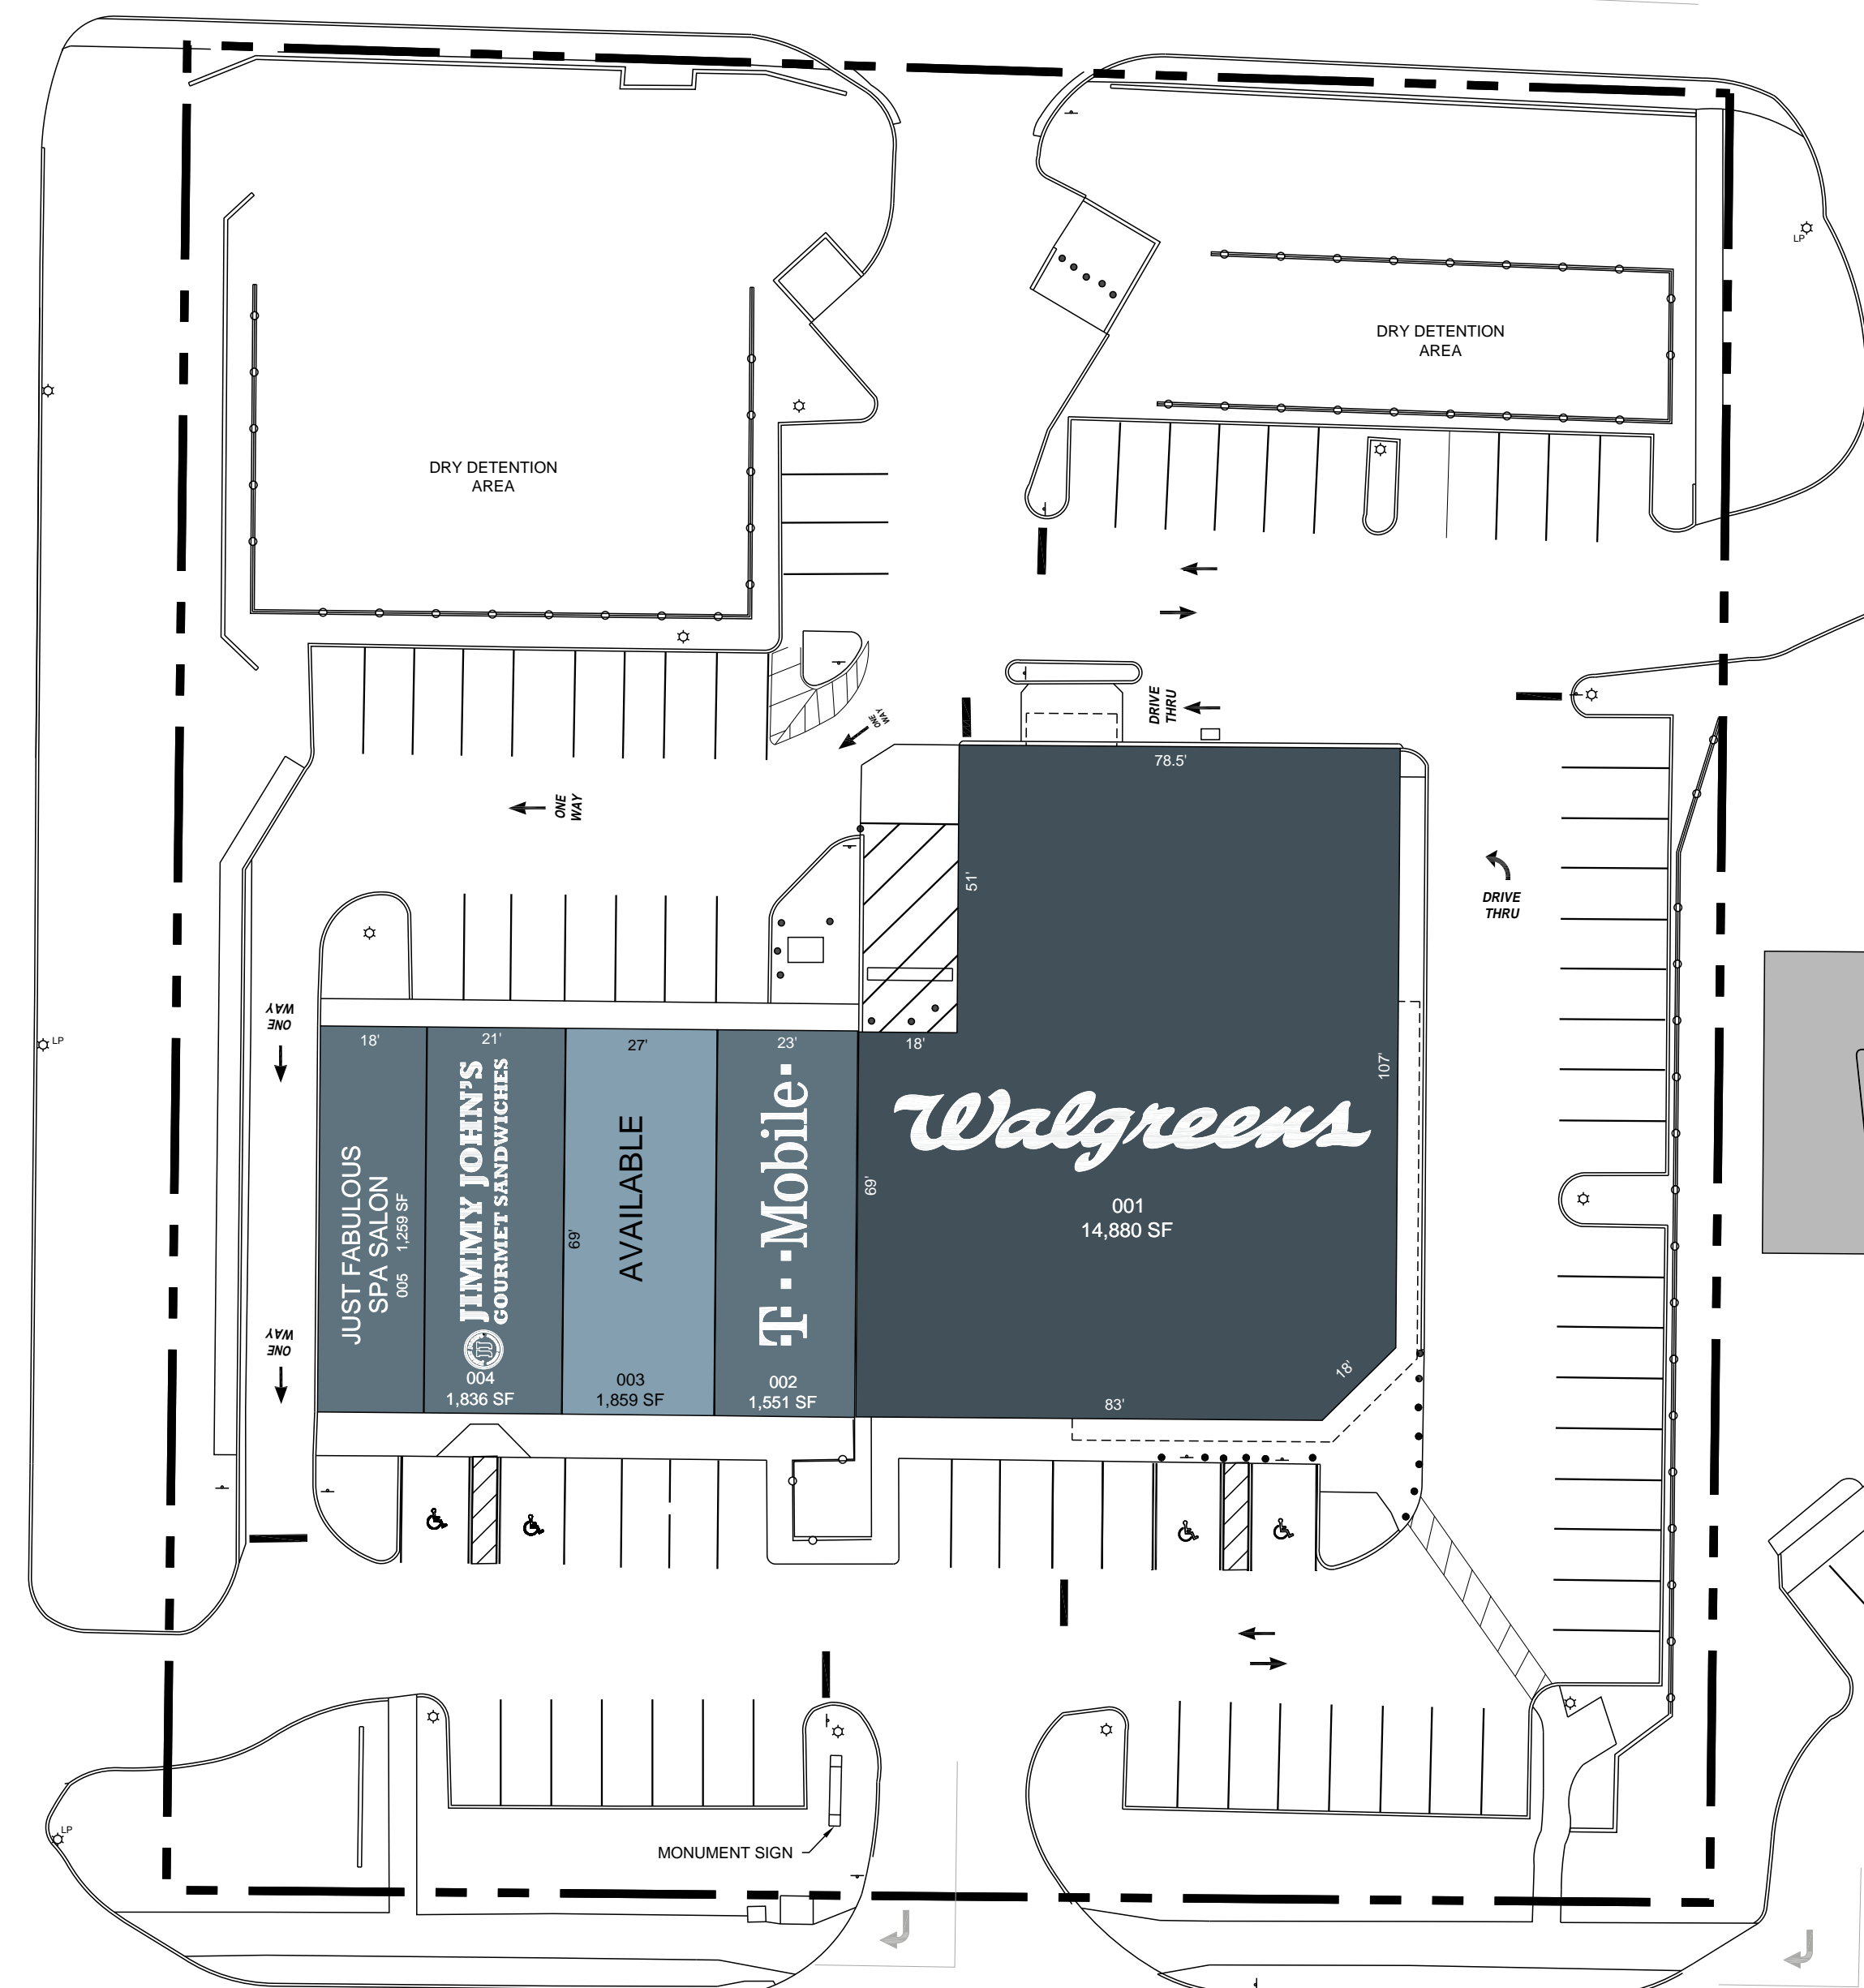 LP
DRY DETENTION
AREA
DRY DETENTION
AREA
DRIVE
THRU
ONE
WAY
78.5'
ONE
WAY
51'
DRIVE
THRU
ONE
WAY
LP
18'
21'
27'
23'
18'
107'
JUST FABULOUS
SPA SALON
005 1,259 SF
JIMMY JOHN'S
GOURMET SANDWICHES
JJ
004
1,836 SF
69'
AVAILABLE
003
1,859 SF
T··Mobile·
002
1,551 SF
69'
Walgreens
001
14,880 SF
18'
83'
ONE
WAY
LP
MONUMENT SIGN